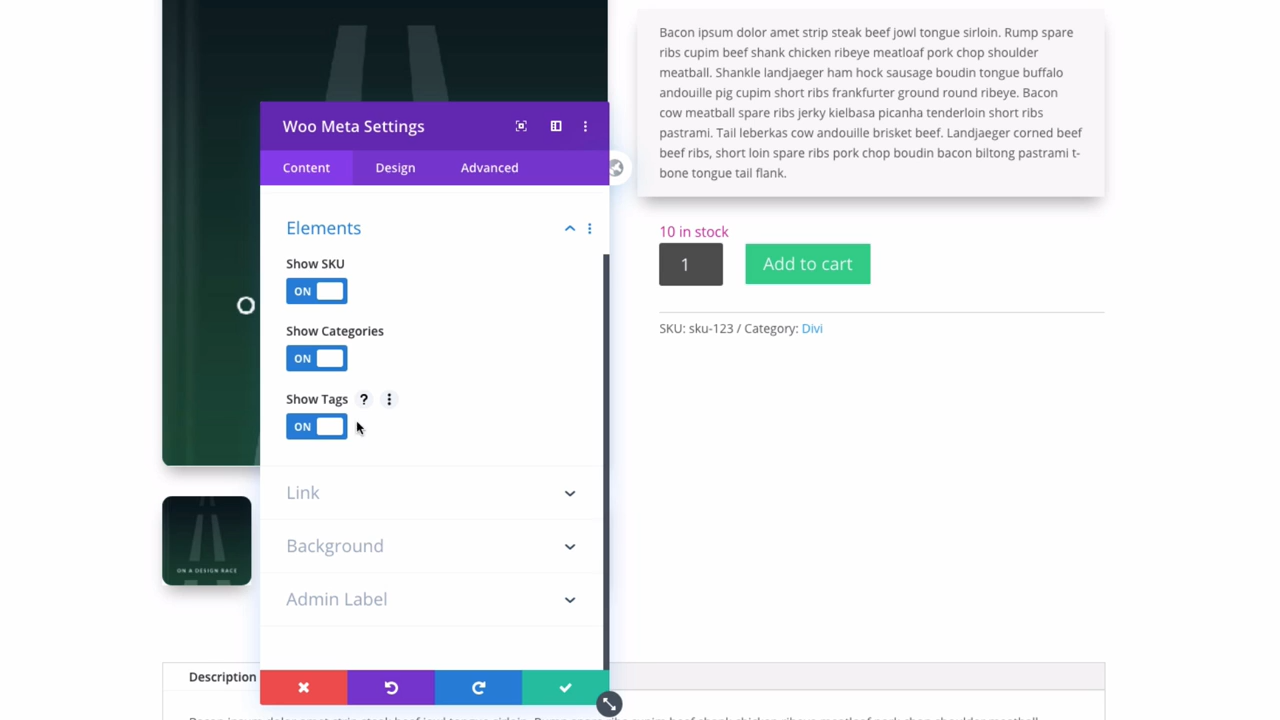 Bacon ipsum dolor amet strip steak beef jowl tongue sirloin. Rump spare
ribs cupim beef shank chicken ribeye meatloaf pork chop shoulder
meatball. Shankle landjaeger ham hock sausage boudin tongue buffalo
andouille pig cupim short ribs frankfurter ground round ribeye. Bacon
cow meatball spare ribs jerky kielbasa picanha tenderloin short ribs
pastrami. Tail leberkas cow andouille brisket beef. Landjaeger corned beef
beef ribs, short loin spare ribs pork chop boudin bacon biltong pastrami t-
bone tongue tail flank.
10 in stock
1 Add to cart
SKU: sku-123 / Category: Divi
Woo Meta Settings
Content Design Advanced
Elements
Show SKU
ON
Show Categories
ON
Show Tags ?
ON
Link
Background
Admin Label
ON A DESIGN RACE
Description